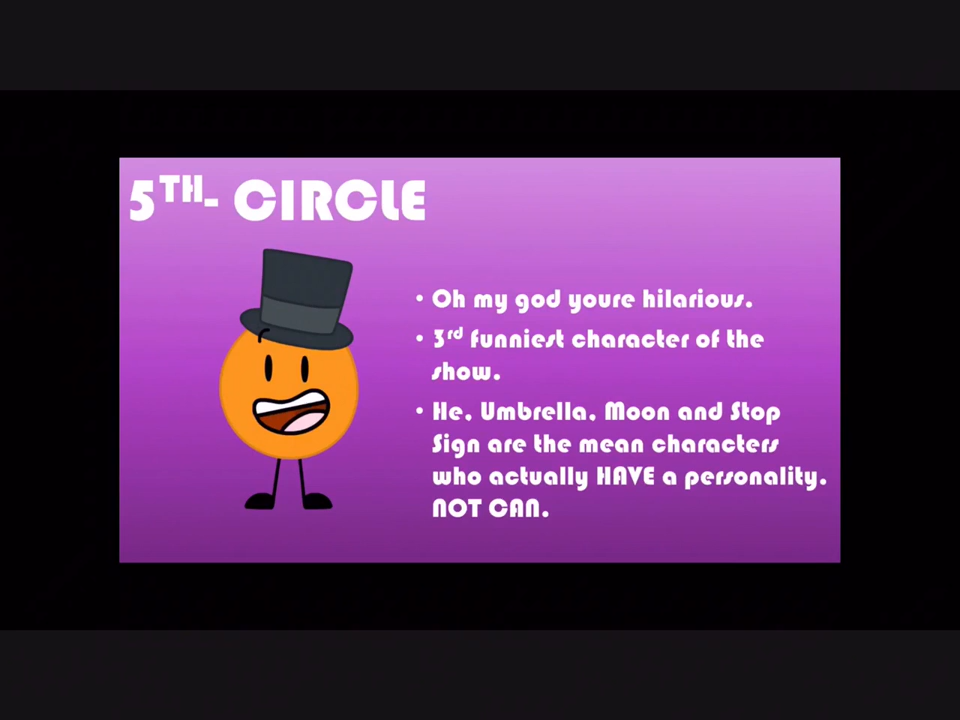 5TH- CIRCLE
• Oh my god youre hilarious.
• 3rd funniest character of the
show.
• He, Umbrella, Moon and Stop
Sign are the mean characters
who actually HAVE a personality.
NOT CAN.